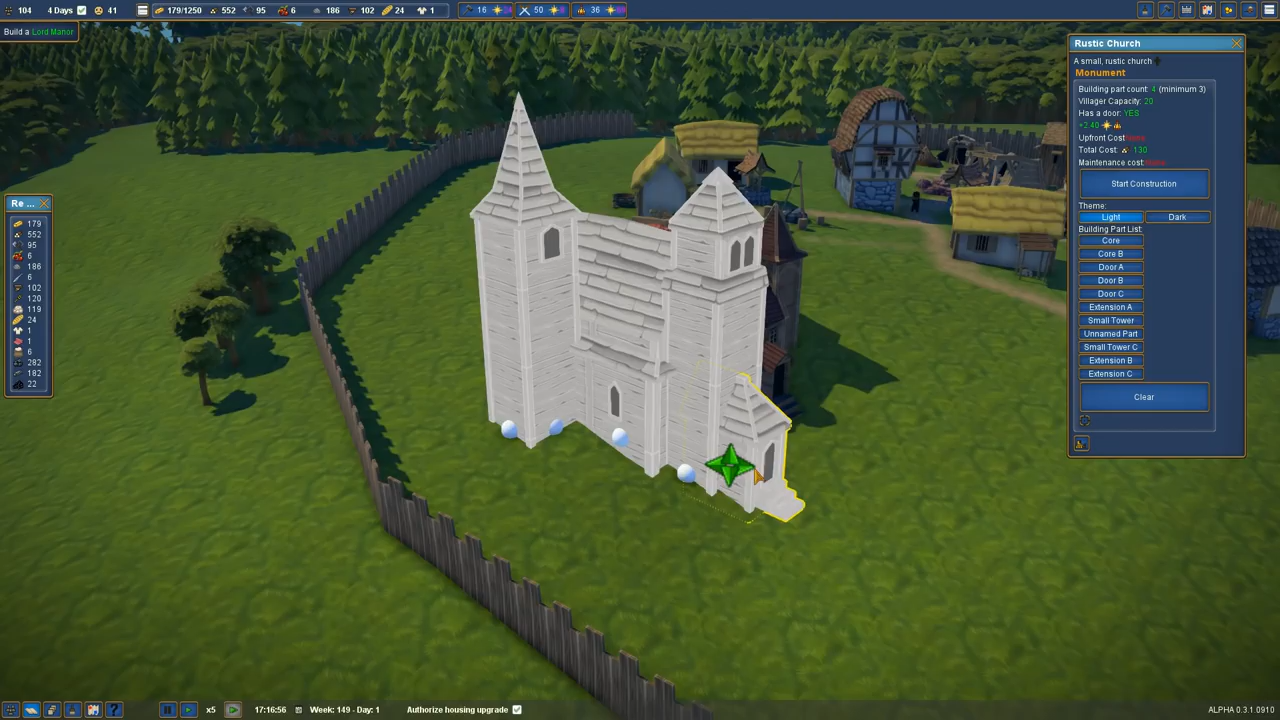 104 4 Days 41 179/1250 552 95 6 186 102 24 1 16 50 36
Build a Lord Manor
Re ...
179
552
95
6
186
6
102
120
119
24
1
1
6
282
182
22
Rustic Church
A small, rustic church
Monument
Building part count: 4 (minimum 3)
Villager Capacity: 20
Has a door: YES
+2.40
Upfront Cost
Total Cost: 130
Maintenance cost:
Start Construction
Theme:
Light Dark
Building Part List:
Core
Core B
Door A
Door B
Door C
Extension A
Small Tower
Unnamed Part
Small Tower C
Extension B
Extension C
Clear
? x5 17:16:56 Week: 149 - Day: 1 Authorize housing upgrade
ALPHA 0.3.1.0910